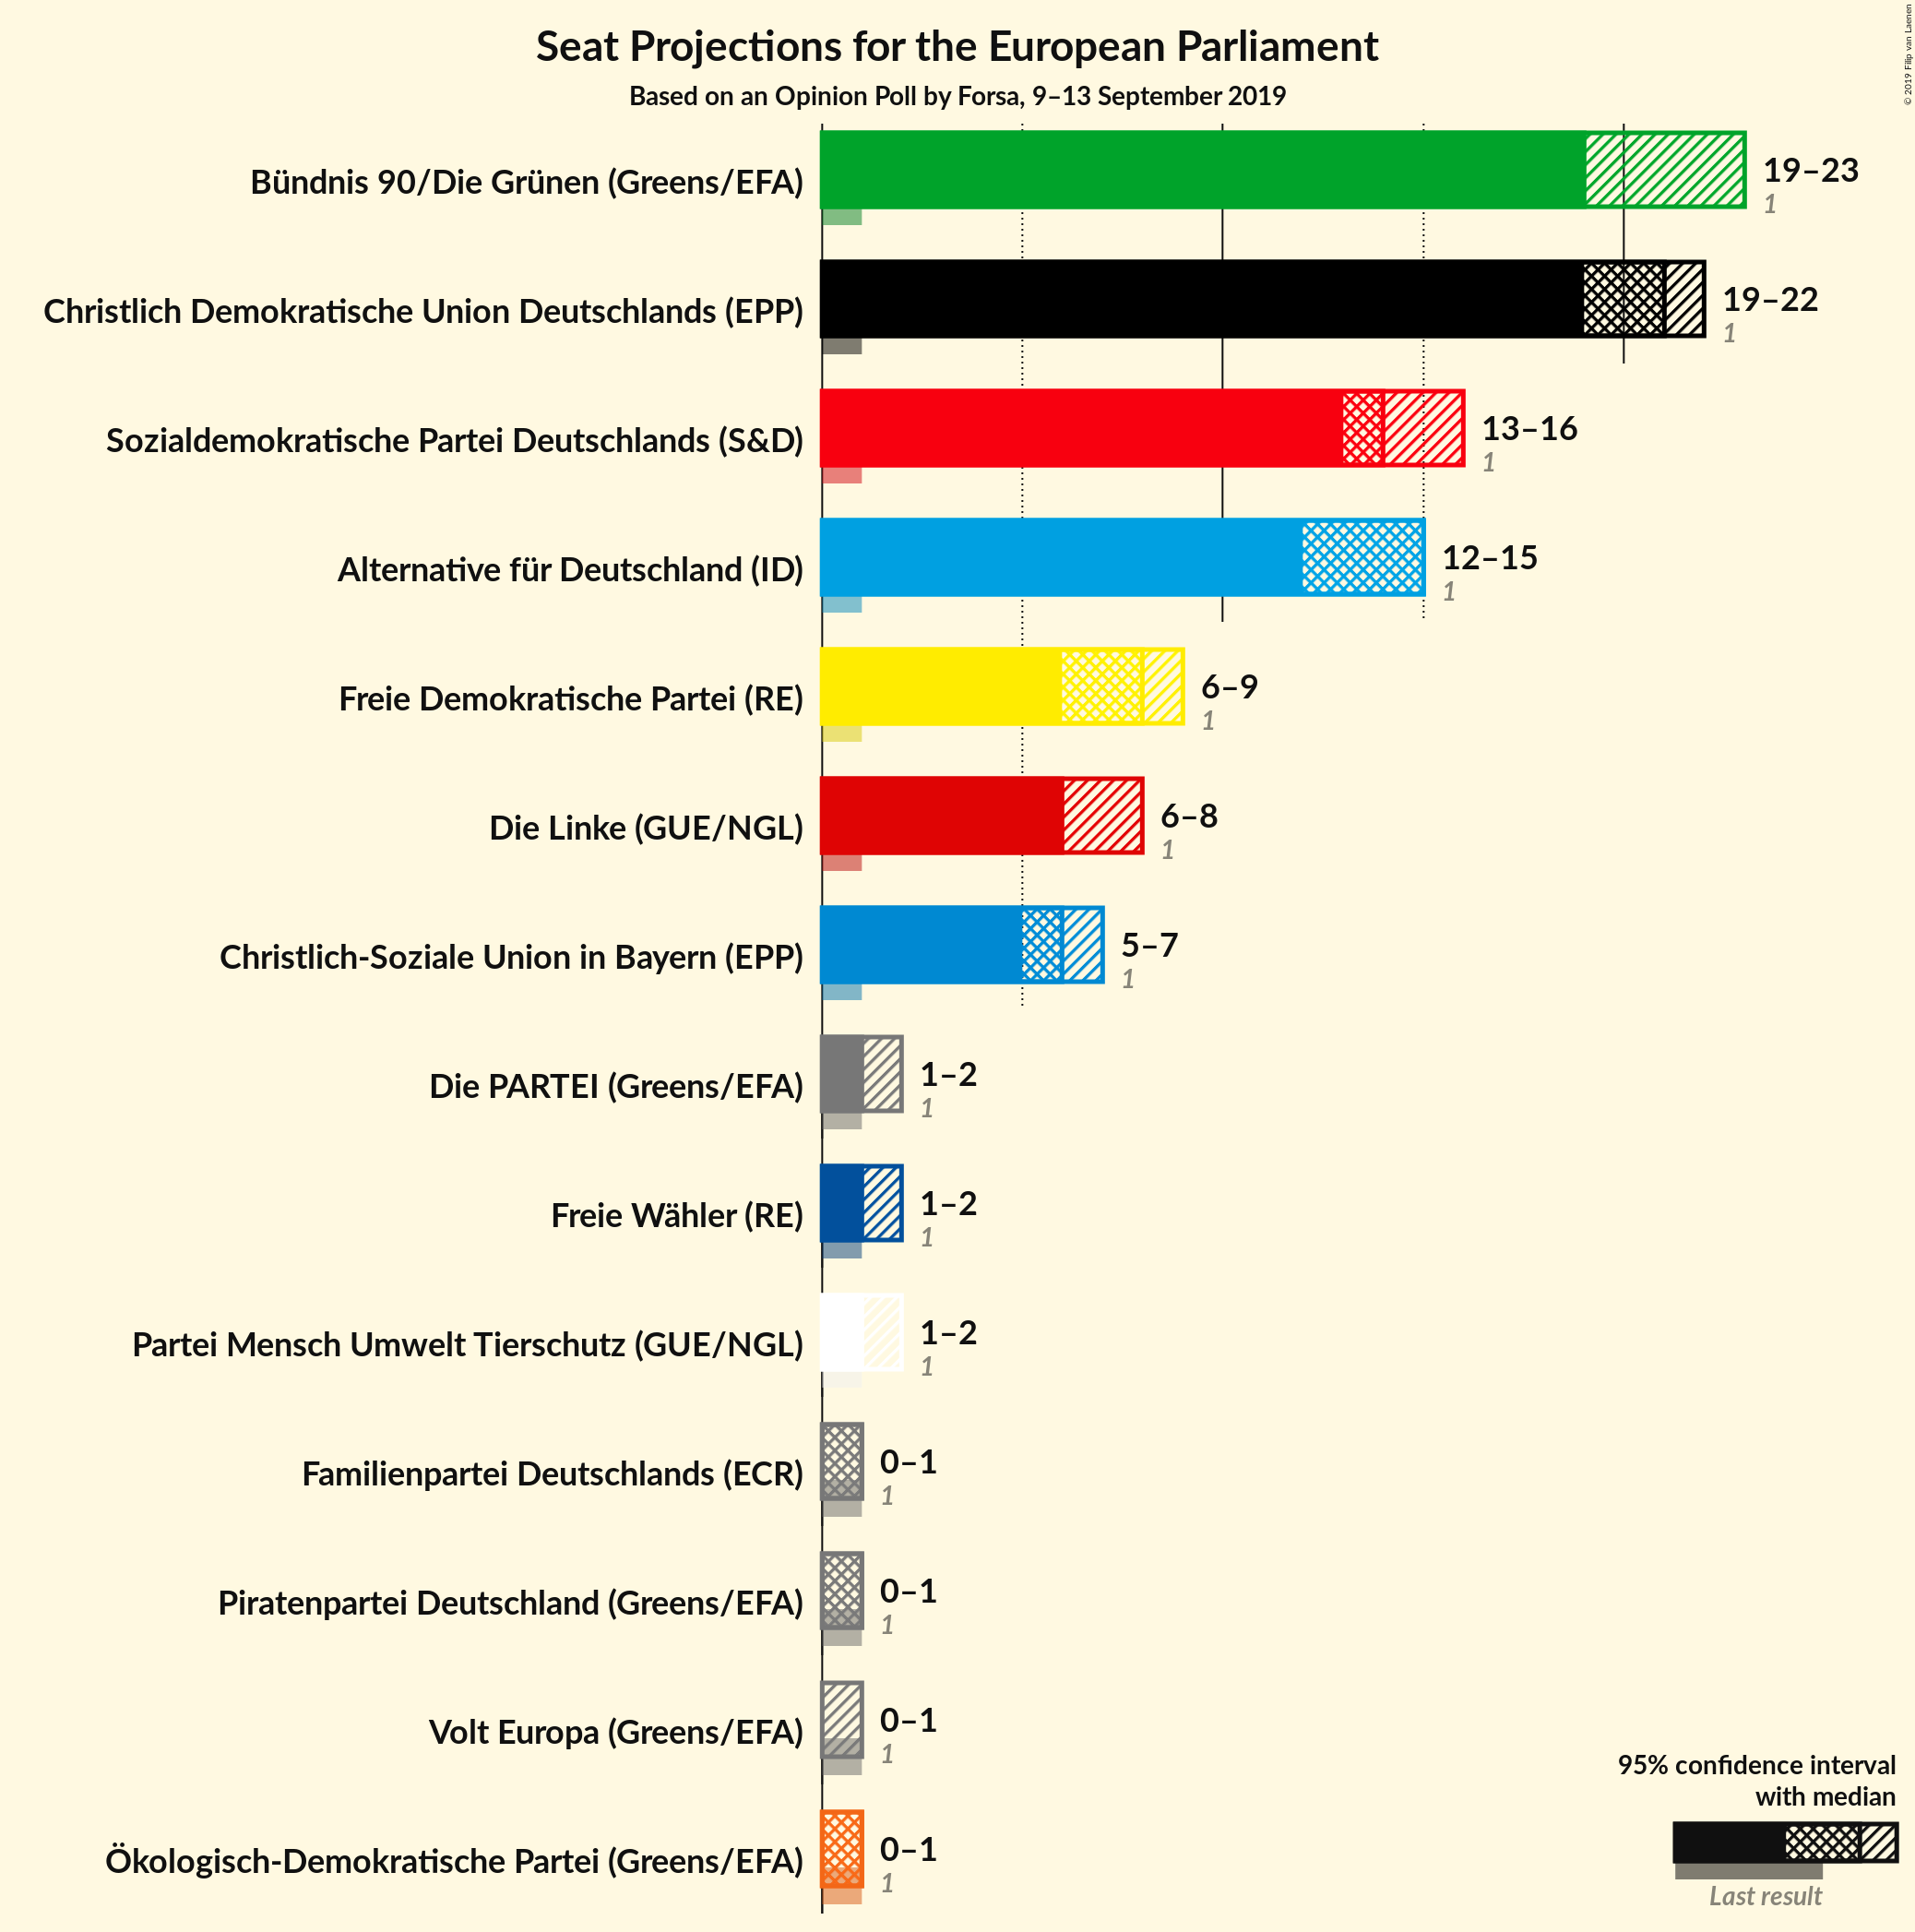 Seat Projections for the European Parliament
Based on an Opinion Poll by Forsa, 9–13 September 2019
© 2019 Filip van Laenen
Bündnis 90/Die Grünen (Greens/EFA)
19–23
1
Christlich Demokratische Union Deutschlands (EPP)
19–22
1
Sozialdemokratische Partei Deutschlands (S&D)
13–16
1
Alternative für Deutschland (ID)
12–15
1
Freie Demokratische Partei (RE)
6–9
1
Die Linke (GUE/NGL)
6–8
1
Christlich-Soziale Union in Bayern (EPP)
5–7
1
Die PARTEI (Greens/EFA)
1–2
1
Freie Wähler (RE)
1–2
1
Partei Mensch Umwelt Tierschutz (GUE/NGL)
1–2
1
Familienpartei Deutschlands (ECR)
0–1
1
Piratenpartei Deutschland (Greens/EFA)
0–1
1
Volt Europa (Greens/EFA)
0–1
1
Ökologisch-Demokratische Partei (Greens/EFA)
0–1
1
95% confidence interval
with median
Last result